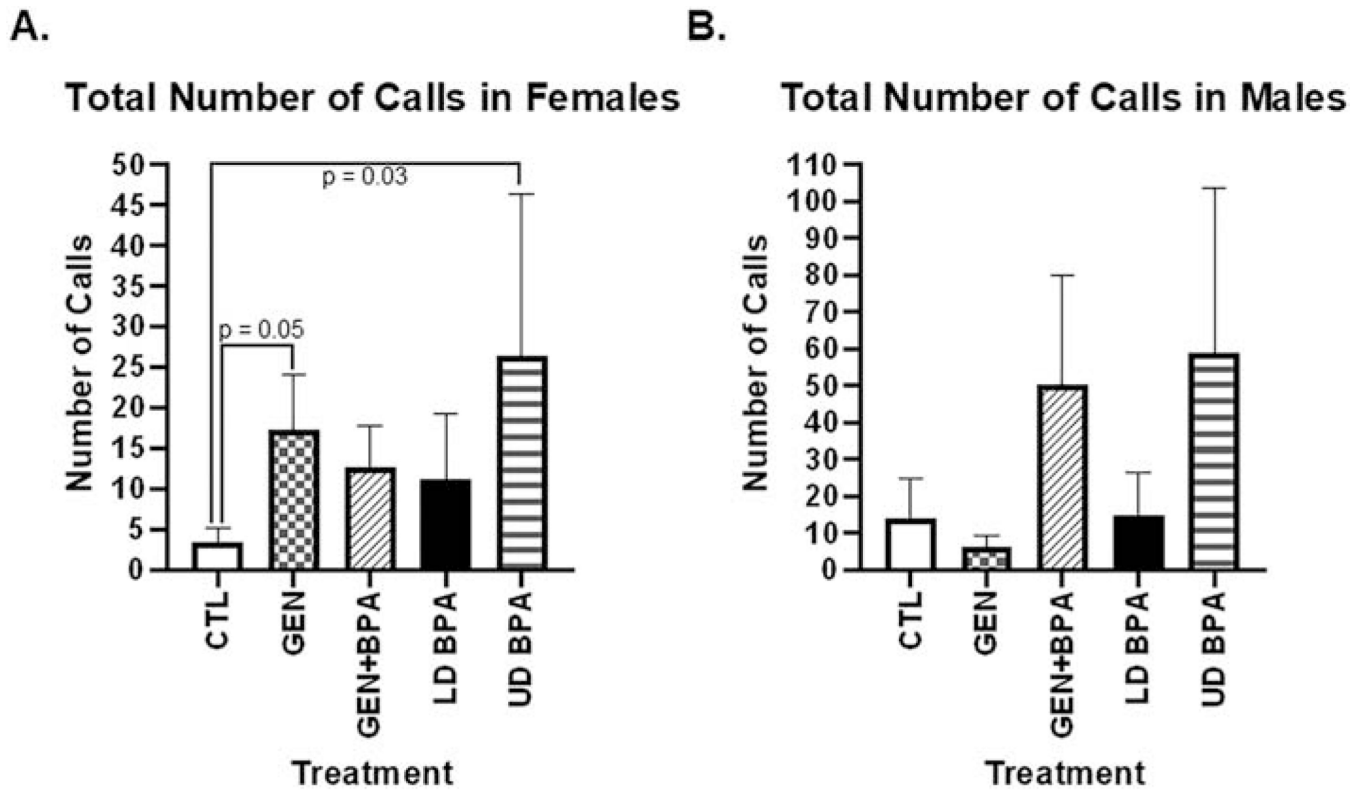 A.
Total Number of Calls in Females
Number of Calls
50
45
40
35
30
25
20
15
10
5
0
p = 0.03
p = 0.05
CTL
GEN
GEN+BPA
LD BPA
UD BPA
Treatment
B.
Total Number of Calls in Males
Number of Calls
110
100
90
80
70
60
50
40
30
20
10
0
CTL
GEN
GEN+BPA
LD BPA
UD BPA
Treatment